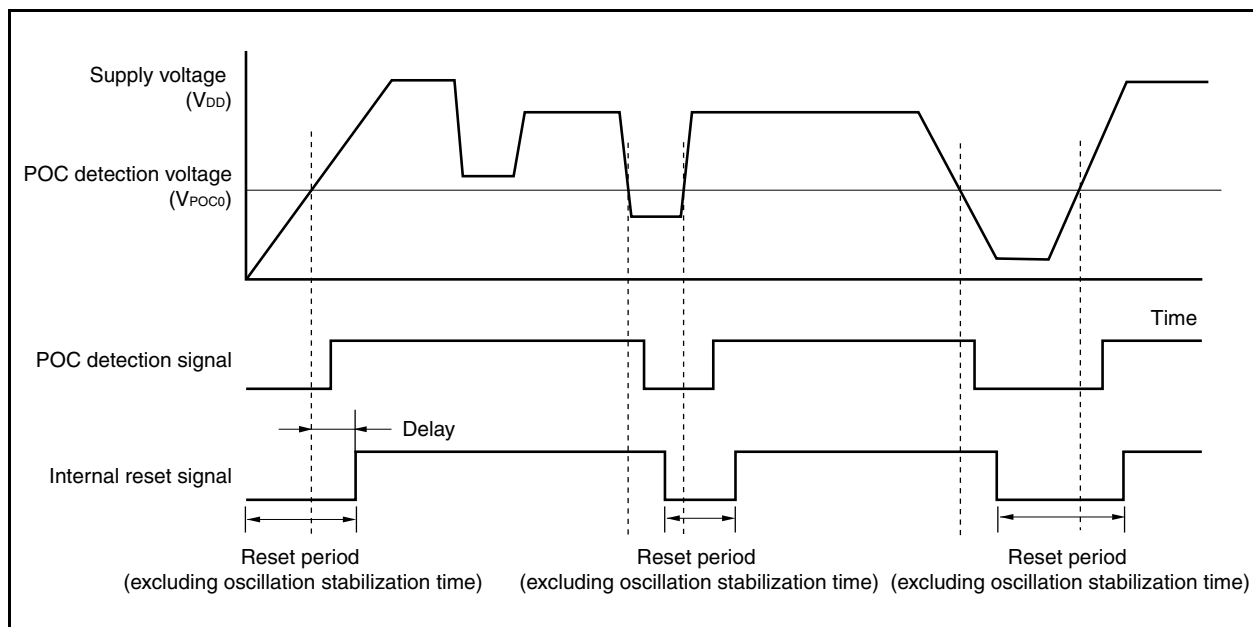 Supply voltage
(VDD)
POC detection voltage
(VPOC0)
Time
POC detection signal
Delay
Internal reset signal
Reset period
(excluding oscillation stabilization time)
Reset period
(excluding oscillation stabilization time)
Reset period
(excluding oscillation stabilization time)